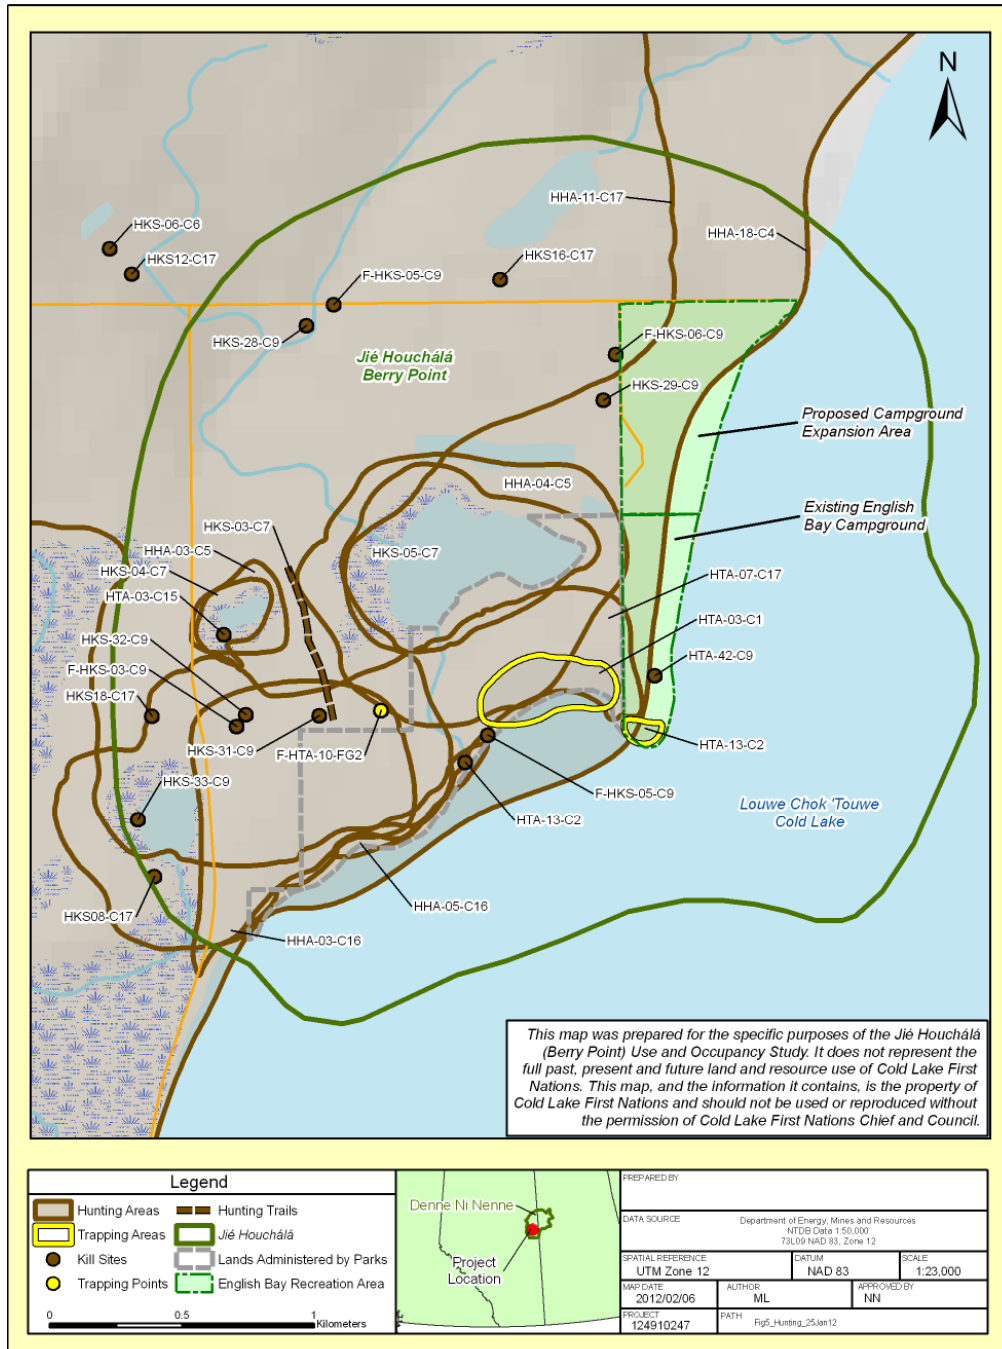 N
HKS-06-C6
HKS12-C17
HHA-11-C17
HHA-18-C4
F-HKS-05-C9
HKS16-C17
HKS-28-C9
F-HKS-06-C9
Jié Houchálá
Berry Point
HKS-29-C9
Proposed Campground
Expansion Area
HHA-04-C5
Existing English
Bay Campground
HKS-03-C7
HHA-03-C5
HKS-05-C7
HKS-04-C7
HTA-07-C17
HTA-03-C15
HTA-03-C1
HKS-32-C9
HTA-42-C9
F-HKS-03-C9
HKS18-C17
HKS-31-C9
F-HTA-10-FG2
HTA-13-C2
HKS-33-C9
F-HKS-05-C9
Louwe Chok 'Touwe
Cold Lake
HTA-13-C2
HKS08-C17
HHA-05-C16
HHA-03-C16
This map was prepared for the specific purposes of the Jié Houchálá
(Berry Point) Use and Occupancy Study. It does not represent the
full past, present and future land and resource use of Cold Lake First
Nations. This map, and the information it contains, is the property of
Cold Lake First Nations and should not be used or reproduced without
the permission of Cold Lake First Nations Chief and Council.
Legend
Hunting Areas
Hunting Trails
Trapping Areas
Jié Houchálá
Kill Sites
Lands Administered by Parks
Trapping Points
English Bay Recreation Area
0 0.5 1
Kilometers
Denne Ni Nenne
Project
Location
PREPARED BY
DATA SOURCE
Department of Energy, Mines and Resources
NTDB Data 1:50,000
73L09 NAD 83, Zone 12
SPATIAL REFERENCE
UTM Zone 12
DATUM
NAD 83
SCALE
1:23,000
MAP DATE
2012/02/06
AUTHOR
ML
APPROVED BY
NN
PROJECT
124910247
PATH
Fig5_Hunting_25Jan12